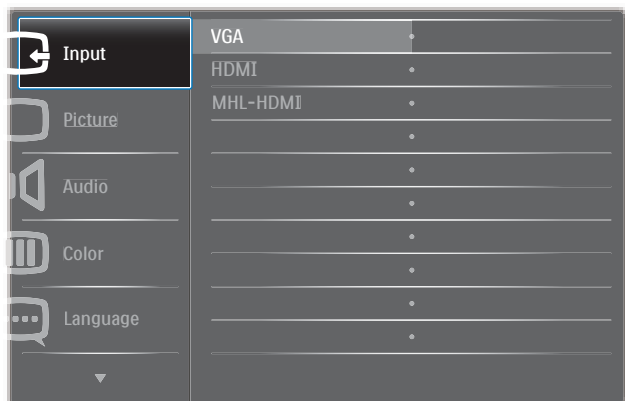 Input
VGA
HDMI
MHL-HDMI
Picture
Audio
Color
Language